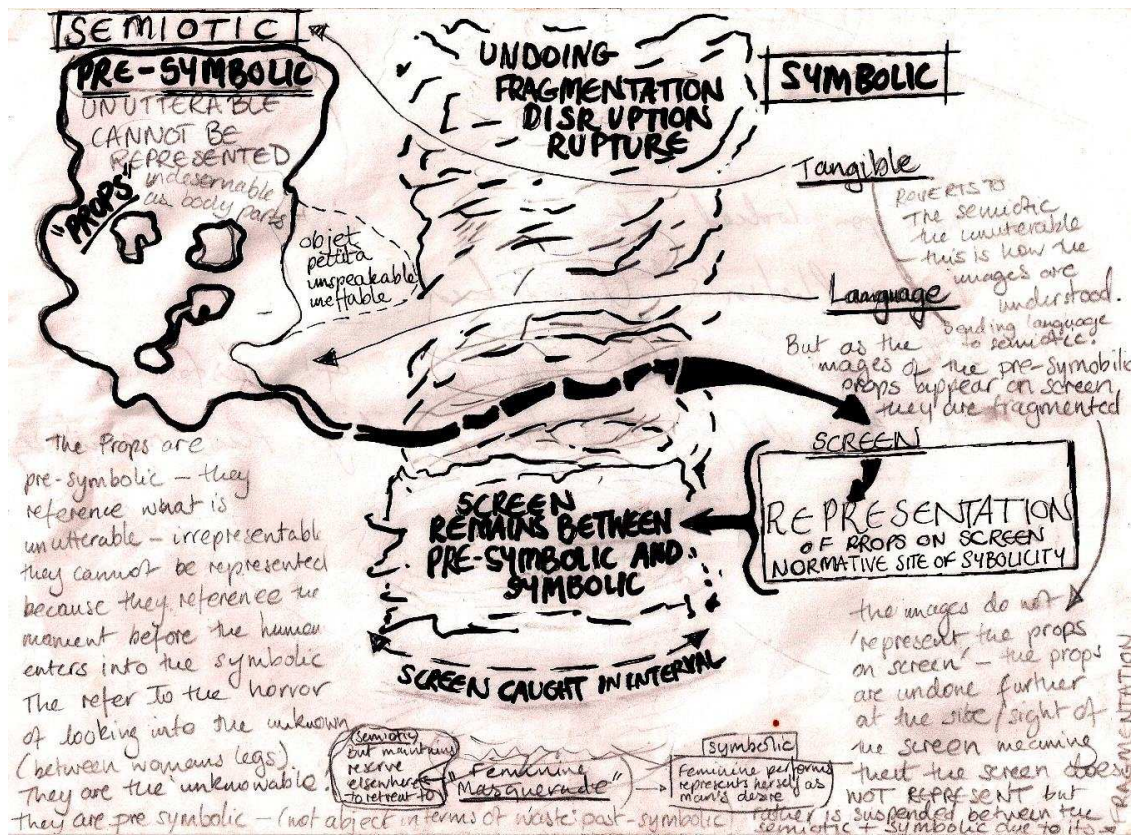 SEMIOTIC
PRE-SYMBOLIC
UNUTTERABLE
CANNOT BE
REPRESENTED
undesernable
as body parts
"PROPS"
objet
pettita
unspeakable
ineffable
UNDOING
FRAGMENTATION
DISRUPTION
RUPTURE
SYMBOLIC
Tangible
ROVERTS TO
The semiotic
the unutterable
- this is how the
images are
understood.
Language
Sending language
to semiotic.
But as the
images of the pre-symobilic
props appear on screen
they are fragmented
SCREEN
REPRESENTATION
OF PROPS ON SCREEN
NORMATIVE SITE OF SYBOLICITY
SCREEN
REMAINS BETWEEN
PRE-SYMBOLIC AND
SYMBOLIC
SCREEN CAUGHT IN INTERVAL
The Props are
pre-symbolic - they
reference what is
unutterable - irrepresentable
they cannot be represented
because they reference the
moment before the human
enters into the symbolic
The refer To the horror
of looking into the unknown
(between womans legs).
They are the unknowable.
They are pre symbolic - (not abject in terms of waste: past-symbolic)
semiotic
but maintains
reserve
elsewhere
to retreat to
"Feminine
Masquerade"
symbolic
Feminine performs
represents herself as
man's desire
the images do not
'represent the props
on screen' - the props
are undone further
at the site/sight of
the screen meaning
that the screen does
NOT REPRESENT but
rather is suspended between the
semiotic + symbolic due to its
FRAGMENTATION